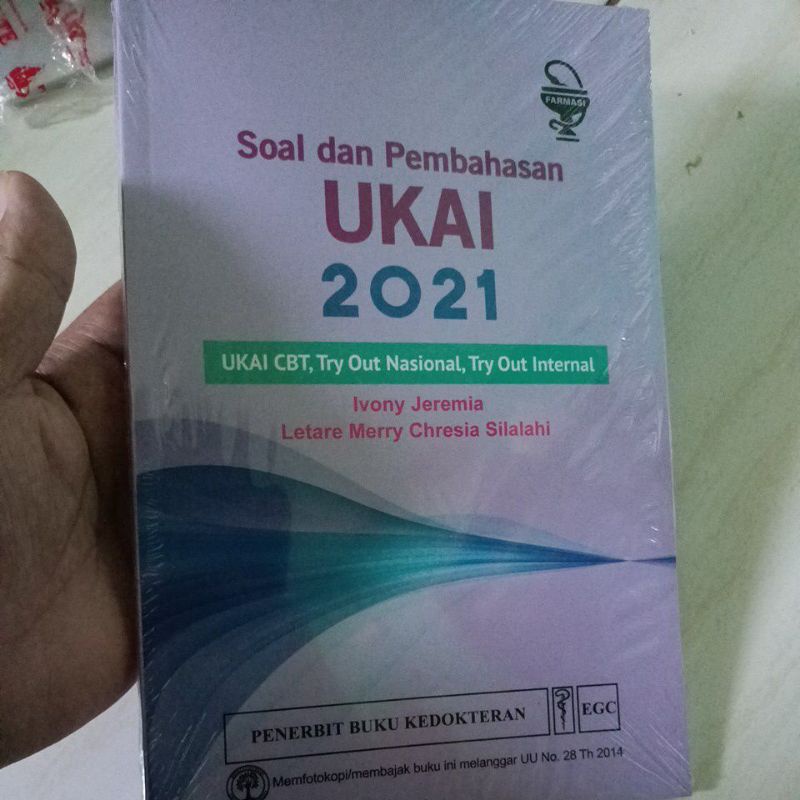 FARMASI
Soal dan Pembahasan
UKAI
2021
UKAI CBT, Try Out Nasional, Try Out Internal
Ivony Jeremia
Letare Merry Chresia Silalahi
PENERBIT BUKU KEDOKTERAN EGC
Memfotokopi/membajak buku ini melanggar UU No. 28 Th 2014